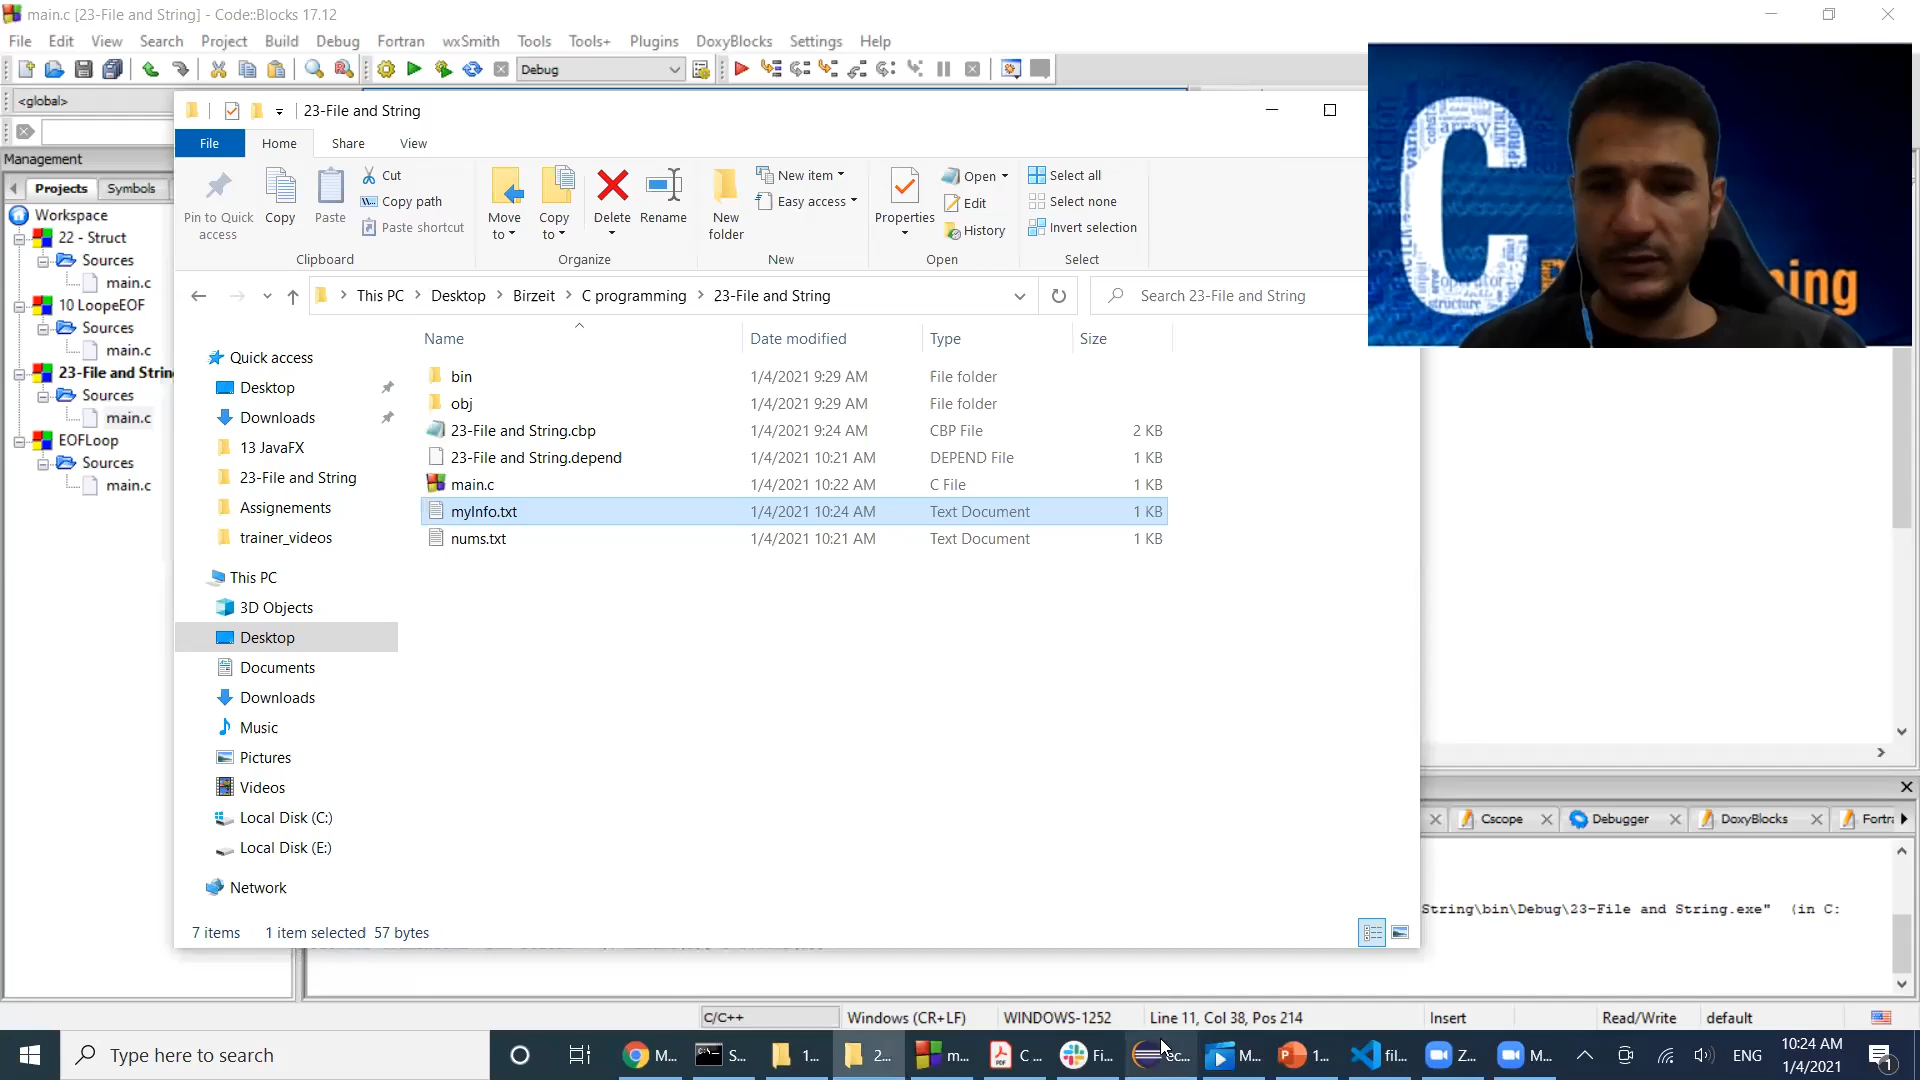 main.c [23-File and String] - Code::Blocks 17.12
File Edit View Search Project Build Debug Fortran wxSmith Tools Tools+ Plugins DoxyBlocks Settings Help
Debug
<global>
Management
Projects Symbols
Workspace
22 - Struct
Sources
main.c
10 LoopeEOF
Sources
main.c
23-File and Strin
Sources
main.c
EOFLoop
Sources
main.c
23-File and String
File Home Share View
Pin to Quick access
Copy
Paste
Cut
Copy path
Paste shortcut
Clipboard
Move to
Copy to
Delete
Rename
Organize
New folder
New item
Easy access
New
Properties
Open
Edit
History
Open
Select all
Select none
Invert selection
Select
This PC > Desktop > Birzeit > C programming > 23-File and String
Search 23-File and String
Quick access
Desktop
Downloads
13 JavaFX
23-File and String
Assignements
trainer_videos
This PC
3D Objects
Desktop
Documents
Downloads
Music
Pictures
Videos
Local Disk (C:)
Local Disk (E:)
Network
Name Date modified Type Size
bin 1/4/2021 9:29 AM File folder
obj 1/4/2021 9:29 AM File folder
23-File and String.cbp 1/4/2021 9:24 AM CBP File 2 KB
23-File and String.depend 1/4/2021 10:21 AM DEPEND File 1 KB
main.c 1/4/2021 10:22 AM C File 1 KB
myInfo.txt 1/4/2021 10:24 AM Text Document 1 KB
nums.txt 1/4/2021 10:21 AM Text Document 1 KB
7 items 1 item selected 57 bytes
Cscope Debugger DoxyBlocks Fortra
String\bin\Debug\23-File and String.exe" (in C:
C/C++ Windows (CR+LF) WINDOWS-1252 Line 11, Col 38, Pos 214 Insert Read/Write default
Type here to search
M... S... 1... 2... m... C ... Fi... ec... M... 1... fil... Z... M...
ENG
10:24 AM
1/4/2021
1